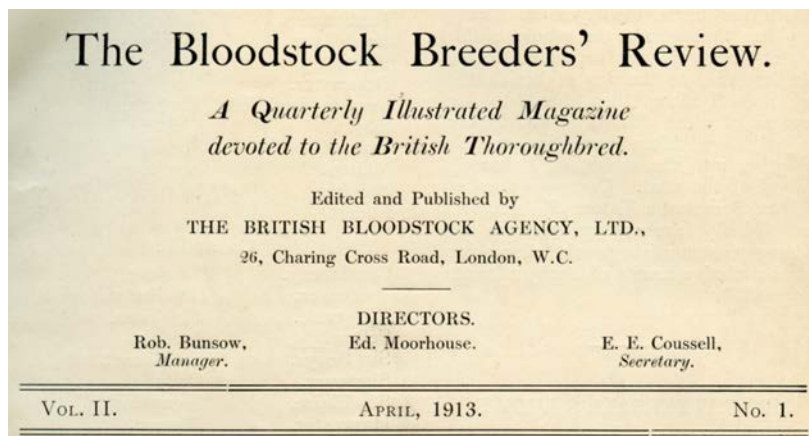 The Bloodstock Breeders' Review.
A Quarterly Illustrated Magazine
devoted to the British Thoroughbred.
Edited and Published by
THE BRITISH BLOODSTOCK AGENCY, LTD.,
26, Charing Cross Road, London, W.C.
DIRECTORS.
Rob. Bunsow, Ed. Moorhouse. E. E. Coussell,
Manager. Secretary.
VOL. II. APRIL, 1913. No. 1.